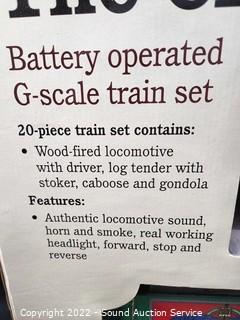 Battery operated
G-scale train set
20-piece train set contains:
• Wood-fired locomotive
with driver, log tender with
stoker, caboose and gondola
Features:
• Authentic locomotive sound,
horn and smoke, real working
headlight, forward, stop and
reverse
Copyright 2022 - Sound Auction Service